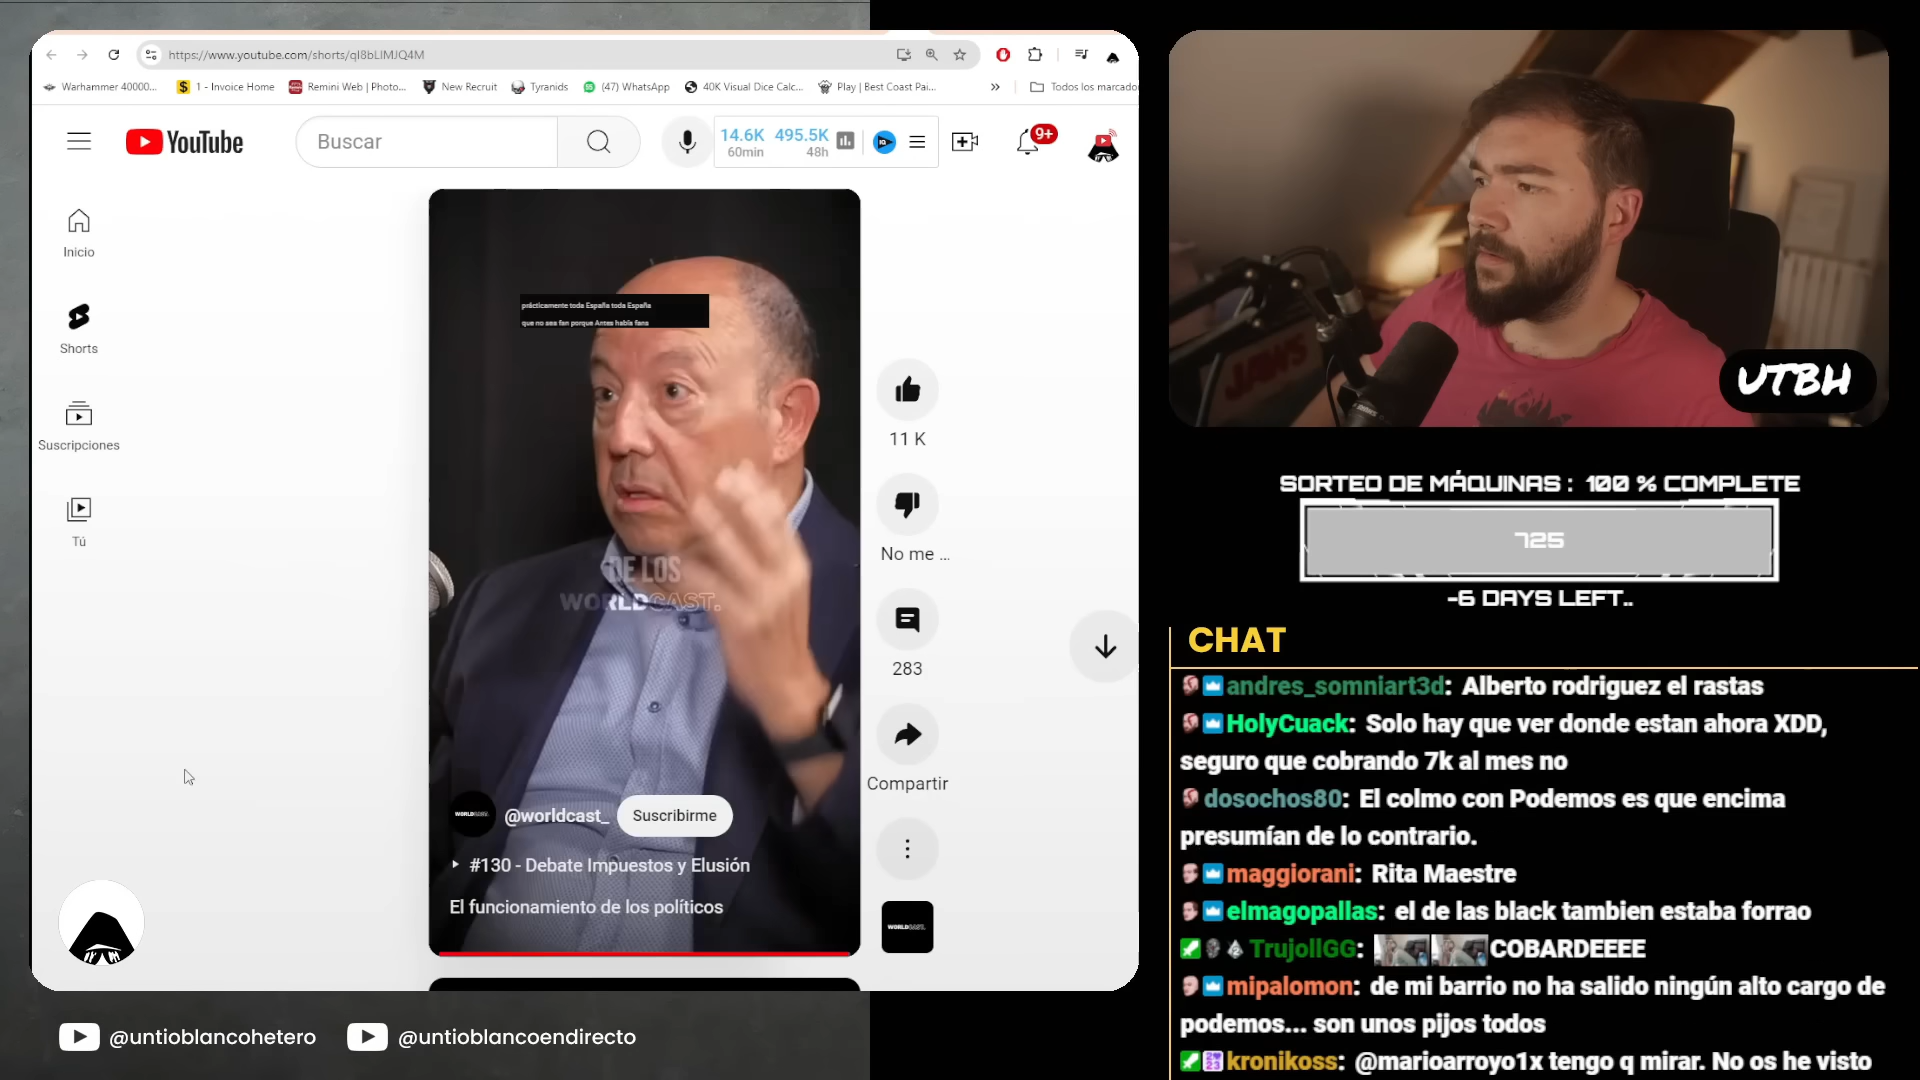 https://www.youtube.com/shorts/ql8bLIMJQ4M
Warhammer 40000...
1 - Invoice Home
Remini Web | Photo...
New Recruit
Tyranids
(47) WhatsApp
40K Visual Dice Calc...
Play | Best Coast Pai...
»
Todos los marcado
YouTube
Buscar
14.6K 495.5K
60min 48h
9+
Inicio
Shorts
Suscripciones
Tú
prácticamente toda España toda España
que no sea fan porque Antes había fans
DE LOS
WORLDCAST.
11 K
No me ...
283
Compartir
WORLDCAST.
@worldcast_
Suscribirme
#130 - Debate Impuestos y Elusión
El funcionamiento de los políticos
WORLDCAST.
@untioblancohetero
@untioblancoendirecto
JAWS
UTBH
SORTEO DE MÁQUINAS : 100 % COMPLETE
725
-6 DAYS LEFT..
CHAT
andres_somniart3d: Alberto rodriguez el rastas
HolyCuack: Solo hay que ver donde estan ahora XDD,
seguro que cobrando 7k al mes no
dosochos80: El colmo con Podemos es que encima
presumían de lo contrario.
maggiorani: Rita Maestre
elmagopallas: el de las black tambien estaba forrao
TrujollGG: COBARDEEEE
mipalomon: de mi barrio no ha salido ningún alto cargo de
podemos... son unos pijos todos
kronikoss: @marioarroyo1x tengo q mirar. No os he visto